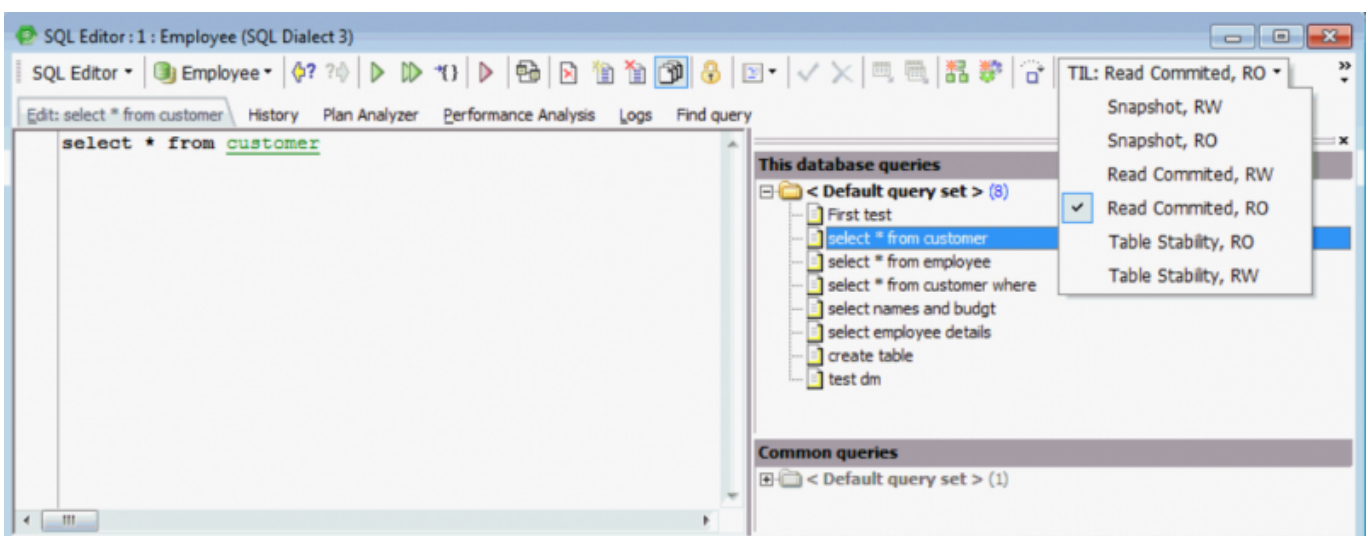 SQL Editor : 1 : Employee (SQL Dialect 3)
SQL Editor Employee TIL: Read Commited, RO
Edit: select * from customer History Plan Analyzer Performance Analysis Logs Find query
select * from customer
Snapshot, RW
Snapshot, RO
Read Commited, RW
Read Commited, RO
Table Stability, RO
Table Stability, RW
This database queries
< Default query set > (8)
First test
select * from customer
select * from employee
select * from customer where
select names and budgt
select employee details
create table
test dm
Common queries
< Default query set > (1)